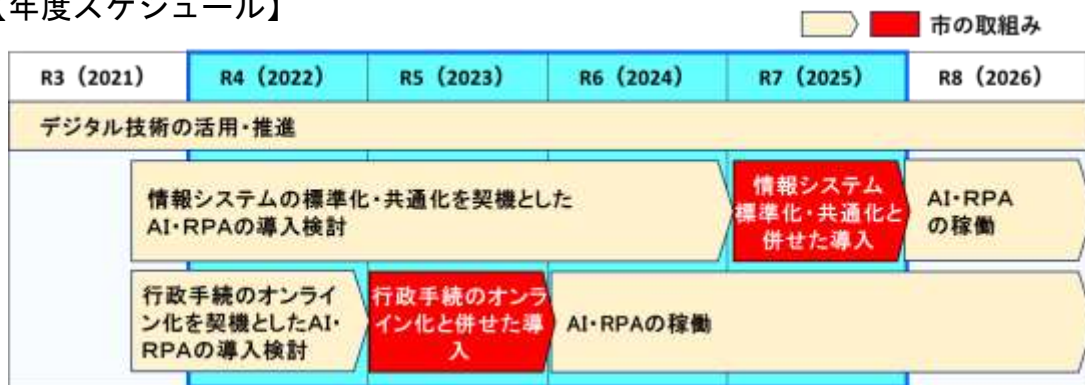 【年度スケジュール】
市の取組み
R3（2021） R4（2022） R5（2023） R6（2024） R7（2025） R8（2026）
デジタル技術の活用・推進
情報システムの標準化・共通化を契機とした
AI・RPAの導入検討
情報システム
標準化・共通化と
併せた導入
AI・RPA
の稼働
行政手続のオンライ
ン化を契機としたAI・
RPAの導入検討
行政手続のオンラ
イン化と併せた導
入
AI・RPAの稼働